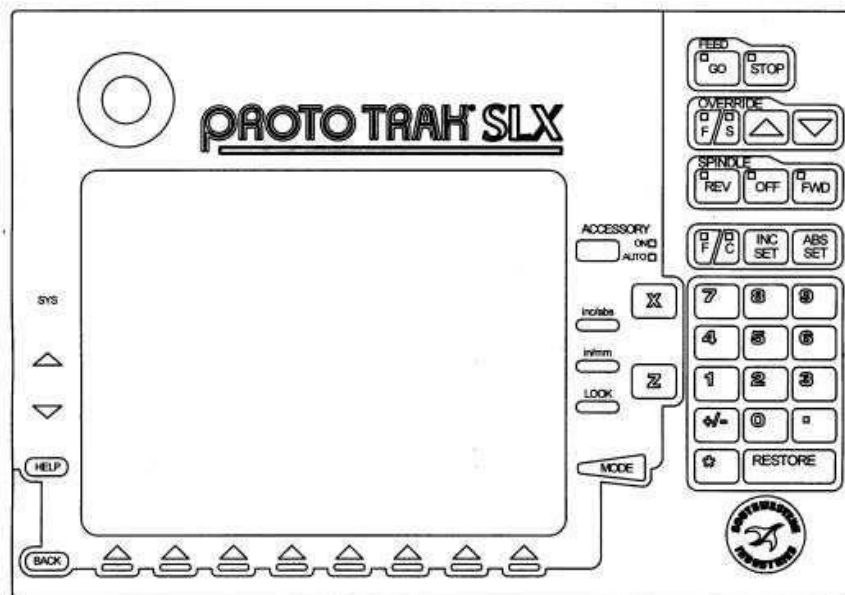 FEED
GO STOP
PROTO TRAK SLX
OVERRIDE
F S
SPINDLE
REV OFF FWD
ACCESSORY
ON
AUTO
F C INC SET ABS SET
SYS
X
7 8 9
inc/abs
4 5 6
in/mm
Z
1 2 3
LOOK
+/- 0 .
HELP
MODE
* RESTORE
SOUTHWESTERN INDUSTRIES
BACK